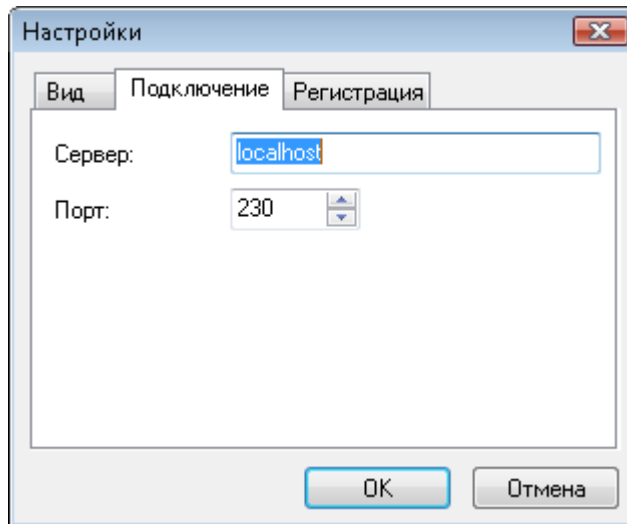 Настройки
Вид Подключение Регистрация
Сервер: localhost
Порт: 230
OK Отмена